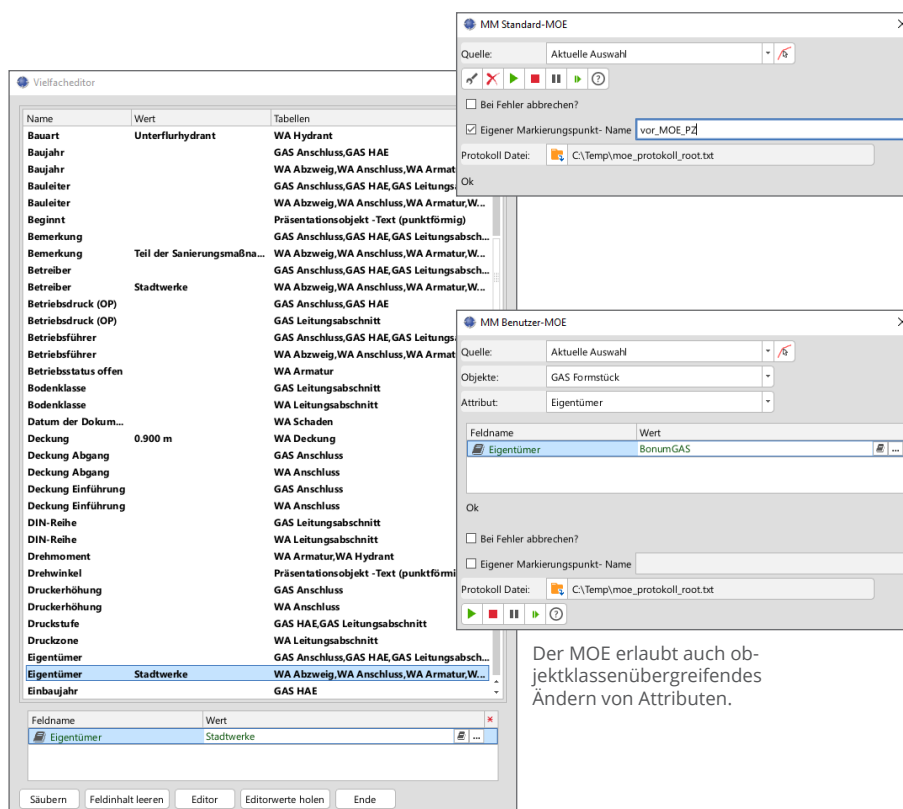 Vielfacheditor
Name Wert Tabellen
Bauart Unterflurhydrant WA Hydrant
Baujahr GAS Anschluss,GAS HAE
Baujahr WA Abzweig,WA Anschluss,WA Armat
Bauleiter GAS Anschluss,GAS HAE,GAS Leitungs
Bauleiter WA Abzweig,WA Anschluss,WA Armatur,W...
Beginnt Präsentationsobjekt -Text (punktförmig)
Bemerkung GAS Anschluss,GAS HAE,GAS Leitungsabsch...
Bemerkung Teil der Sanierungsmaßna... WA Abzweig,WA Anschluss,WA Armatur,W...
Betreiber GAS Anschluss,GAS HAE,GAS Leitungsabsch...
Betreiber Stadtwerke WA Abzweig,WA Anschluss,WA Armatur,W...
Betriebsdruck (OP) GAS Anschluss,GAS HAE
Betriebsdruck (OP) GAS Leitungsabschnitt
Betriebsführer GAS Anschluss,GAS HAE,GAS Leitungs
Betriebsführer WA Abzweig,WA Anschluss,WA Armat
Betriebsstatus offen WA Armatur
Bodenklasse GAS Leitungsabschnitt
Bodenklasse WA Leitungsabschnitt
Datum der Dokum... WA Schaden
Deckung 0.900 m WA Deckung
Deckung Abgang GAS Anschluss
Deckung Abgang WA Anschluss
Deckung Einführung GAS Anschluss
Deckung Einführung WA Anschluss
DIN-Reihe GAS Leitungsabschnitt
DIN-Reihe WA Leitungsabschnitt
Drehmoment WA Armatur,WA Hydrant
Drehwinkel Präsentationsobjekt -Text (punktförmi
Druckerhöhung GAS Anschluss
Druckerhöhung WA Anschluss
Druckstufe GAS HAE,GAS Leitungsabschnitt
Druckzone WA Leitungsabschnitt
Eigentümer GAS Anschluss,GAS HAE,GAS Leitungsabsch...
Eigentümer Stadtwerke WA Abzweig,WA Anschluss,WA Armatur,W...
Einbaujahr GAS HAE
Feldname Wert
Eigentümer Stadtwerke ...
Säubern Feldinhalt leeren Editor Editorwerte holen Ende
MM Standard-MOE
Quelle: Aktuelle Auswahl
Bei Fehler abbrechen?
Eigener Markierungspunkt- Name vor_MOE_PZ
Protokoll Datei: C:\Temp\moe_protokoll_root.txt
Ok
MM Benutzer-MOE
Quelle: Aktuelle Auswahl
Objekte: GAS Formstück
Attribut: Eigentümer
Feldname Wert
Eigentümer BonumGAS ...
Ok
Bei Fehler abbrechen?
Eigener Markierungspunkt- Name
Protokoll Datei: C:\Temp\moe_protokoll_root.txt
Der MOE erlaubt auch ob-
jektklassenübergreifendes
Ändern von Attributen.